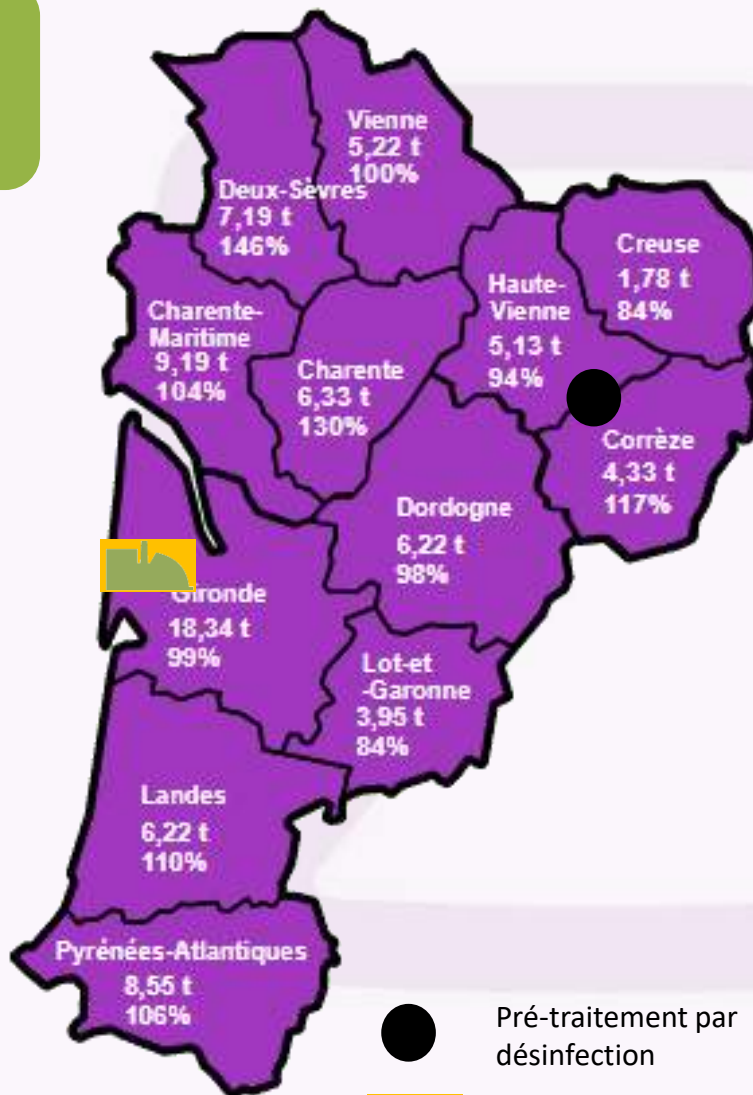 Vienne
5,22 t
100%
Deux-Sèvres
7,19 t
146%
Creuse
1,78 t
84%
Haute-
Vienne
5,13 t
94%
Charente-
Maritime
9,19 t
104%
Charente
6,33 t
130%
Corrèze
4,33 t
117%
Dordogne
6,22 t
98%
Gironde
18,34 t
99%
Lot-et
-Garonne
3,95 t
84%
Landes
6,22 t
110%
Pyrénées-Atlantiques
8,55 t
106%
Pré-traitement par
désinfection